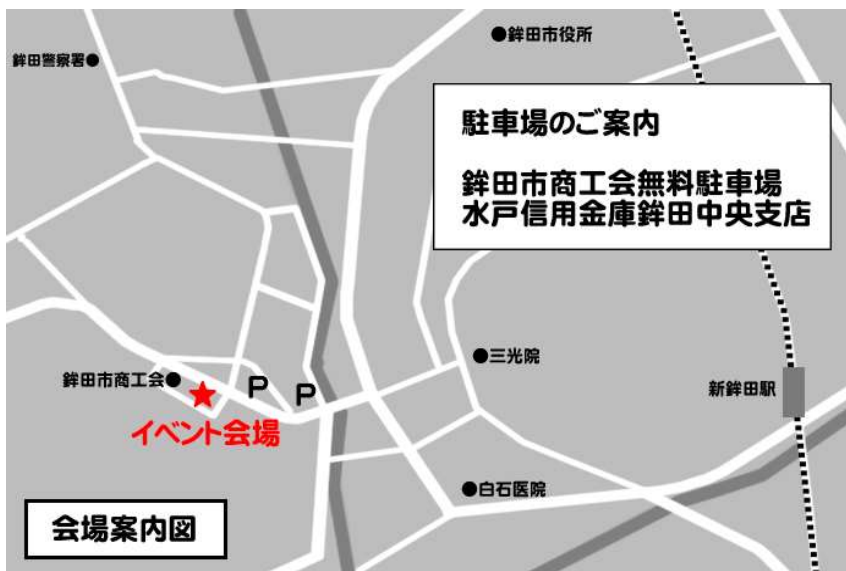 ●鉾田市役所
鉾田警察署●
駐車場のご案内
鉾田市商工会無料駐車場
水戸信用金庫鉾田中央支店
●三光院
鉾田市商工会●
P
P
新鉾田駅
イベント会場
●白石医院
会場案内図